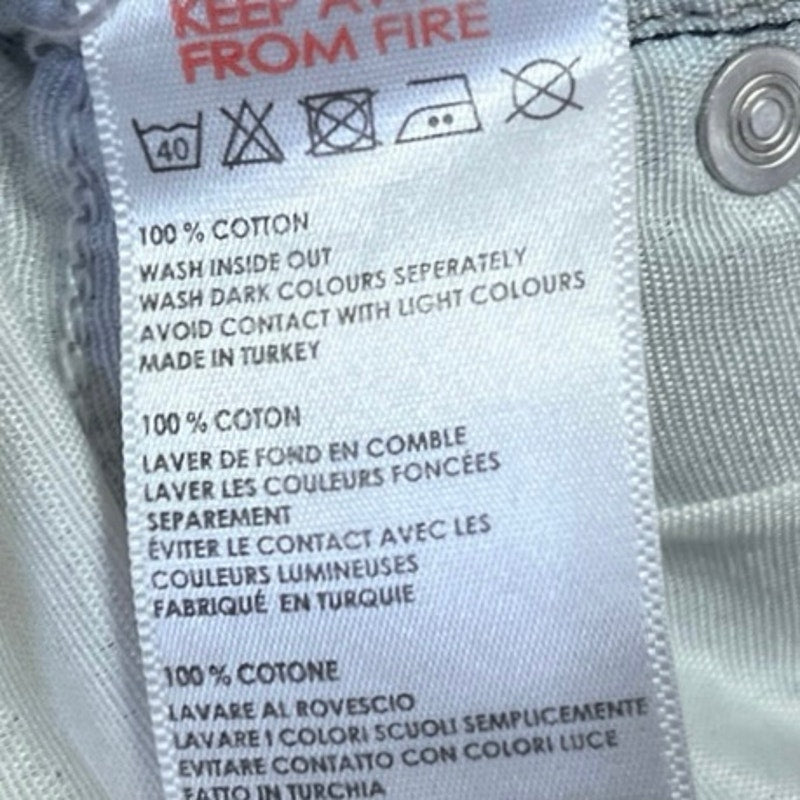 KEEP
FROM FIRE
40
100 % COTTON
WASH INSIDE OUT
WASH DARK COLOURS SEPERATELY
AVOID CONTACT WITH LIGHT COLOURS
MADE IN TURKEY
100 % COTON
LAVER DE FOND EN COMBLE
LAVER LES COULEURS FONCÉES
SEPAREMENT
ÉVITER LE CONTACT AVEC LES
COULEURS LUMINEUSES
FABRIQUÉ EN TURQUIE
100 % COTONE
LAVARE AL ROVESCIO
LAVARE I COLORI SCUOLI SEMPLICEMENTE
EVITARE CONTATTO CON COLORI LUCE
FATTO IN TURCHIA